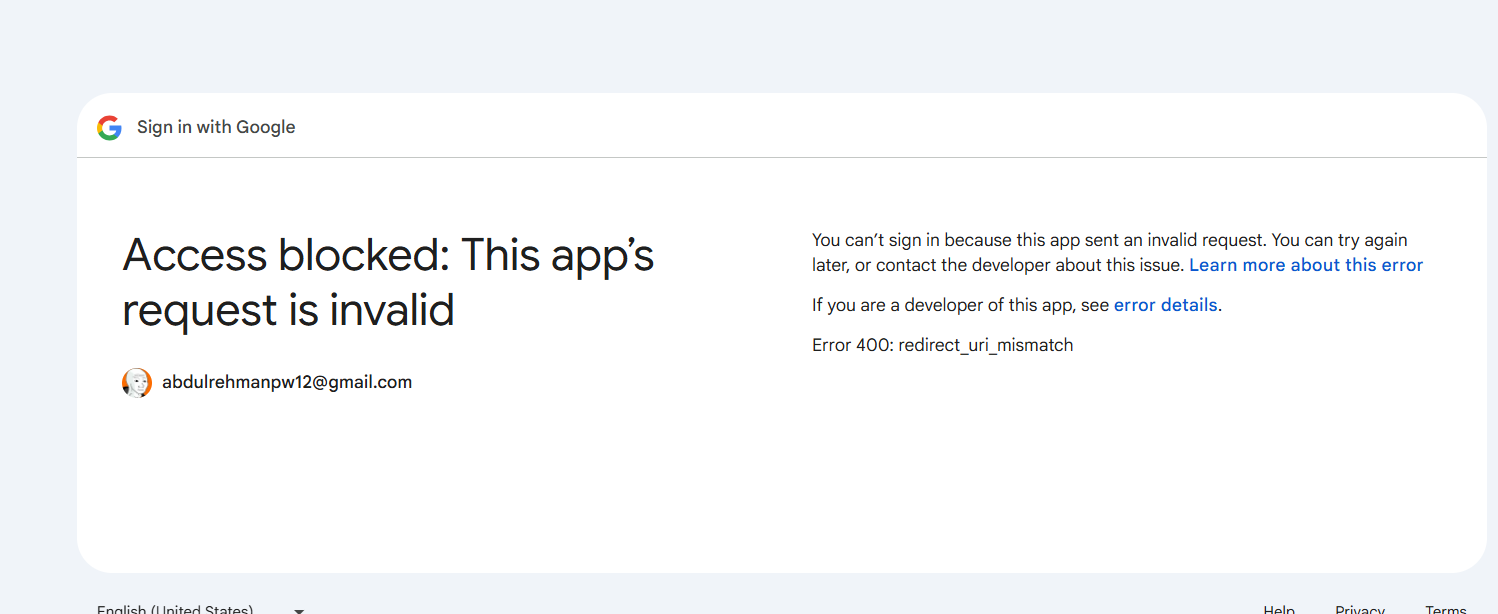 Sign in with Google
Access blocked: This app’s
request is invalid
abdulrehmanpw12@gmail.com
You can’t sign in because this app sent an invalid request. You can try again
later, or contact the developer about this issue. Learn more about this error
If you are a developer of this app, see error details.
Error 400: redirect_uri_mismatch
English (United States)
Help
Privacy
Terms